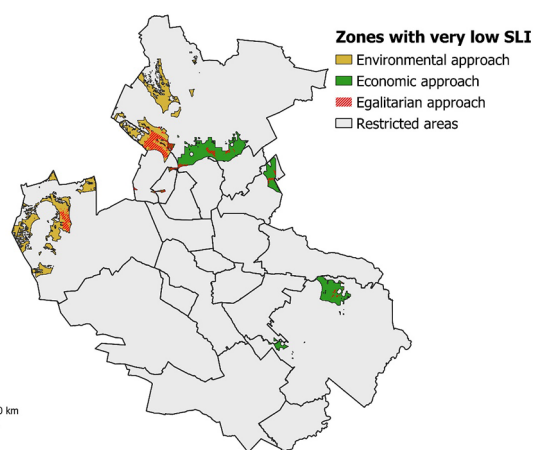 Zones with very low SLI
Environmental approach
Economic approach
Egalitarian approach
Restricted areas
0 km